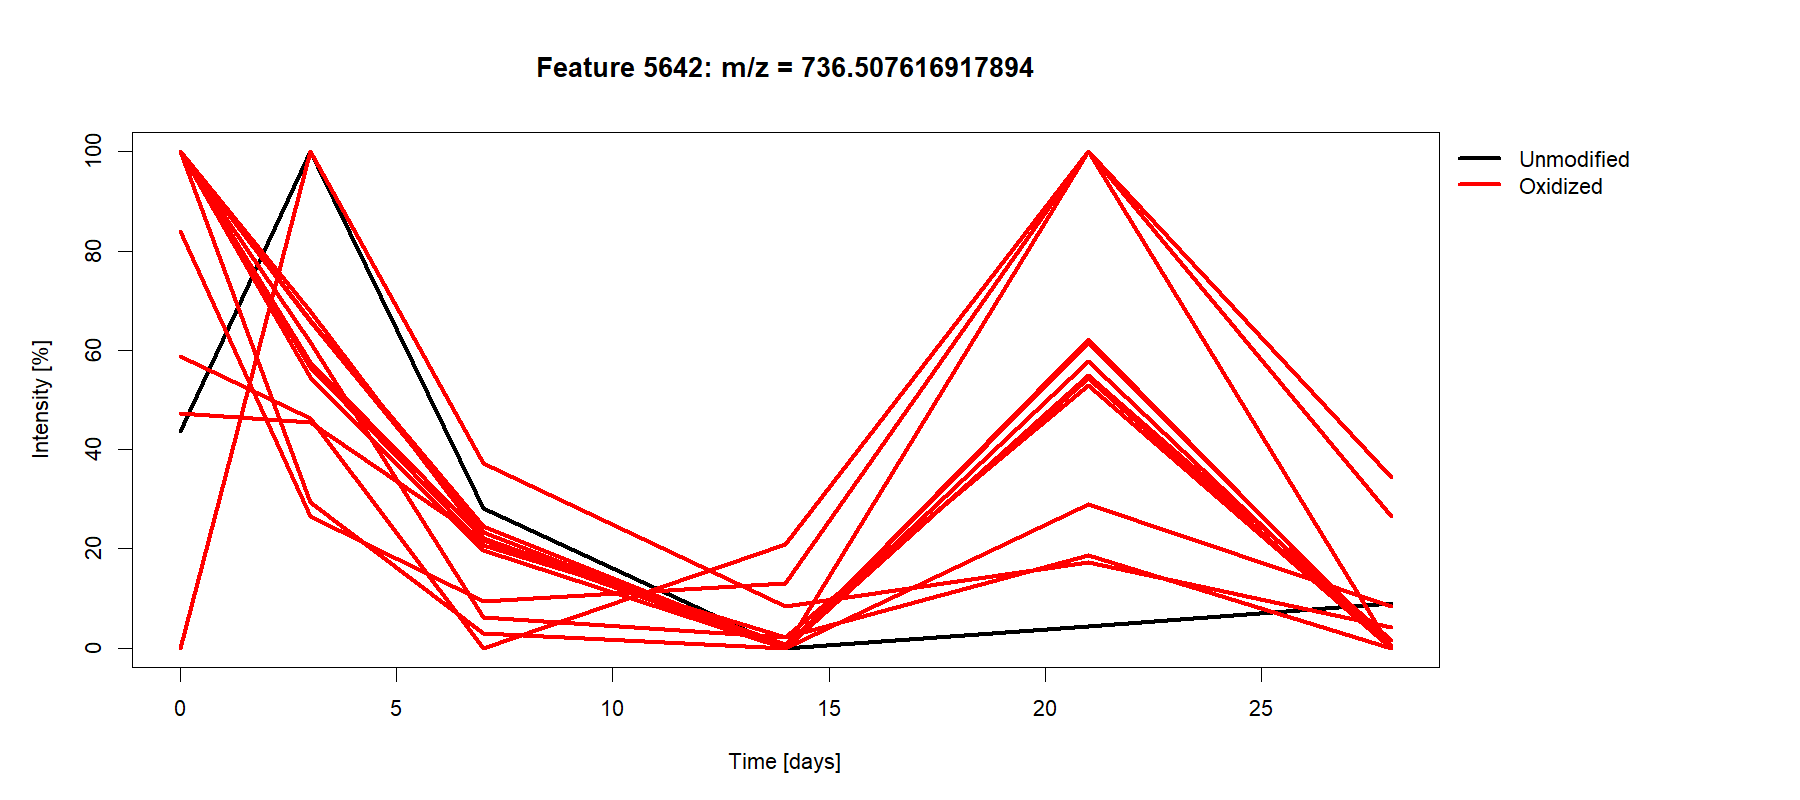 Feature 5642: m/z = 736.507616917894
Unmodified
Oxidized
Intensity [%]
100
80
60
40
20
0
0 5 10 15 20 25
Time [days]